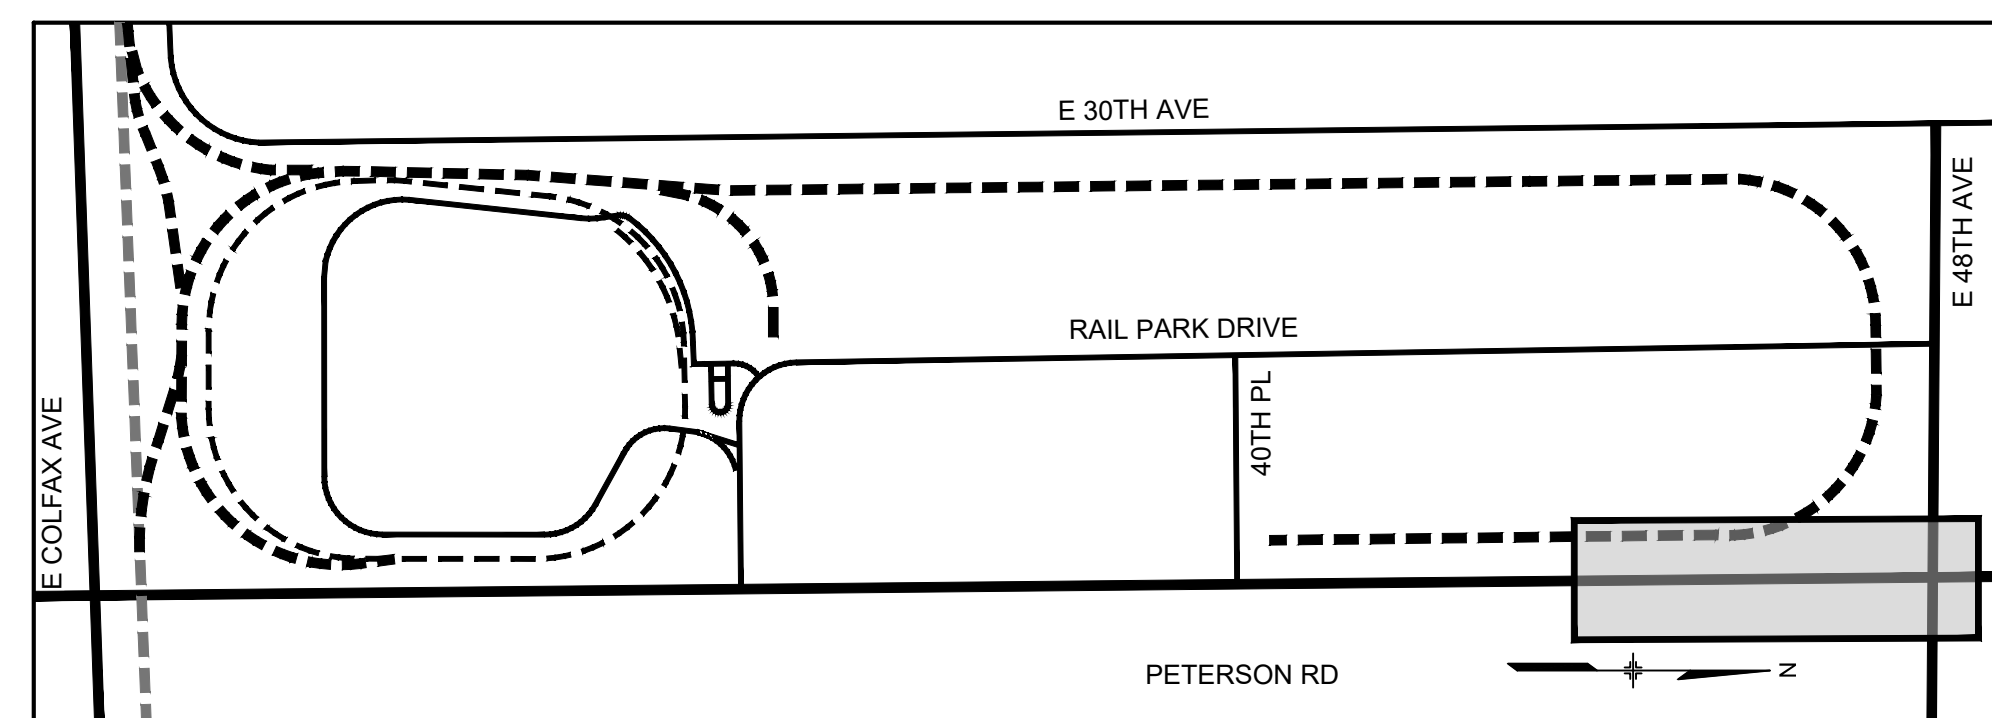 E 30TH AVE
E 48TH AVE
RAIL PARK DRIVE
40TH PL
E COLFAX AVE
PETERSON RD
N